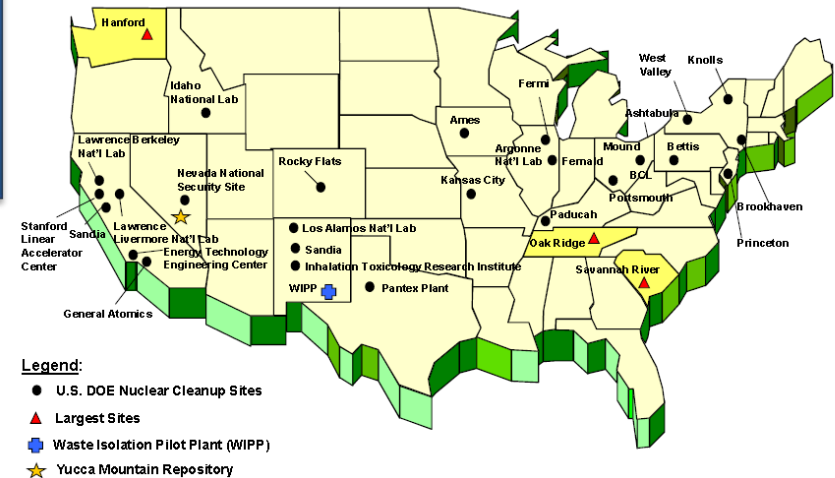 Hanford
Idaho
National Lab
Lawrence Berkeley
Nat'l Lab
Nevada National
Security Site
Rocky Flats
Stanford
Linear
Accelerator
Center
Sandia
Lawrence
Livermore Nat'l Lab
Energy Technology
Engineering Center
General Atomics
Los Alamos Nat'l Lab
Sandia
Inhalation Toxicology Research Institute
WIPP
Pantex Plant
Ames
Kansas City
Fermi
Argonne
Nat'l Lab
Fernald
Mound
Ashtabula
BCL
Portsmouth
Paducah
Oak Ridge
Savannah River
West
Valley
Knolls
Bettis
Brookhaven
Princeton
Legend:
U.S. DOE Nuclear Cleanup Sites
Largest Sites
Waste Isolation Pilot Plant (WIPP)
Yucca Mountain Repository